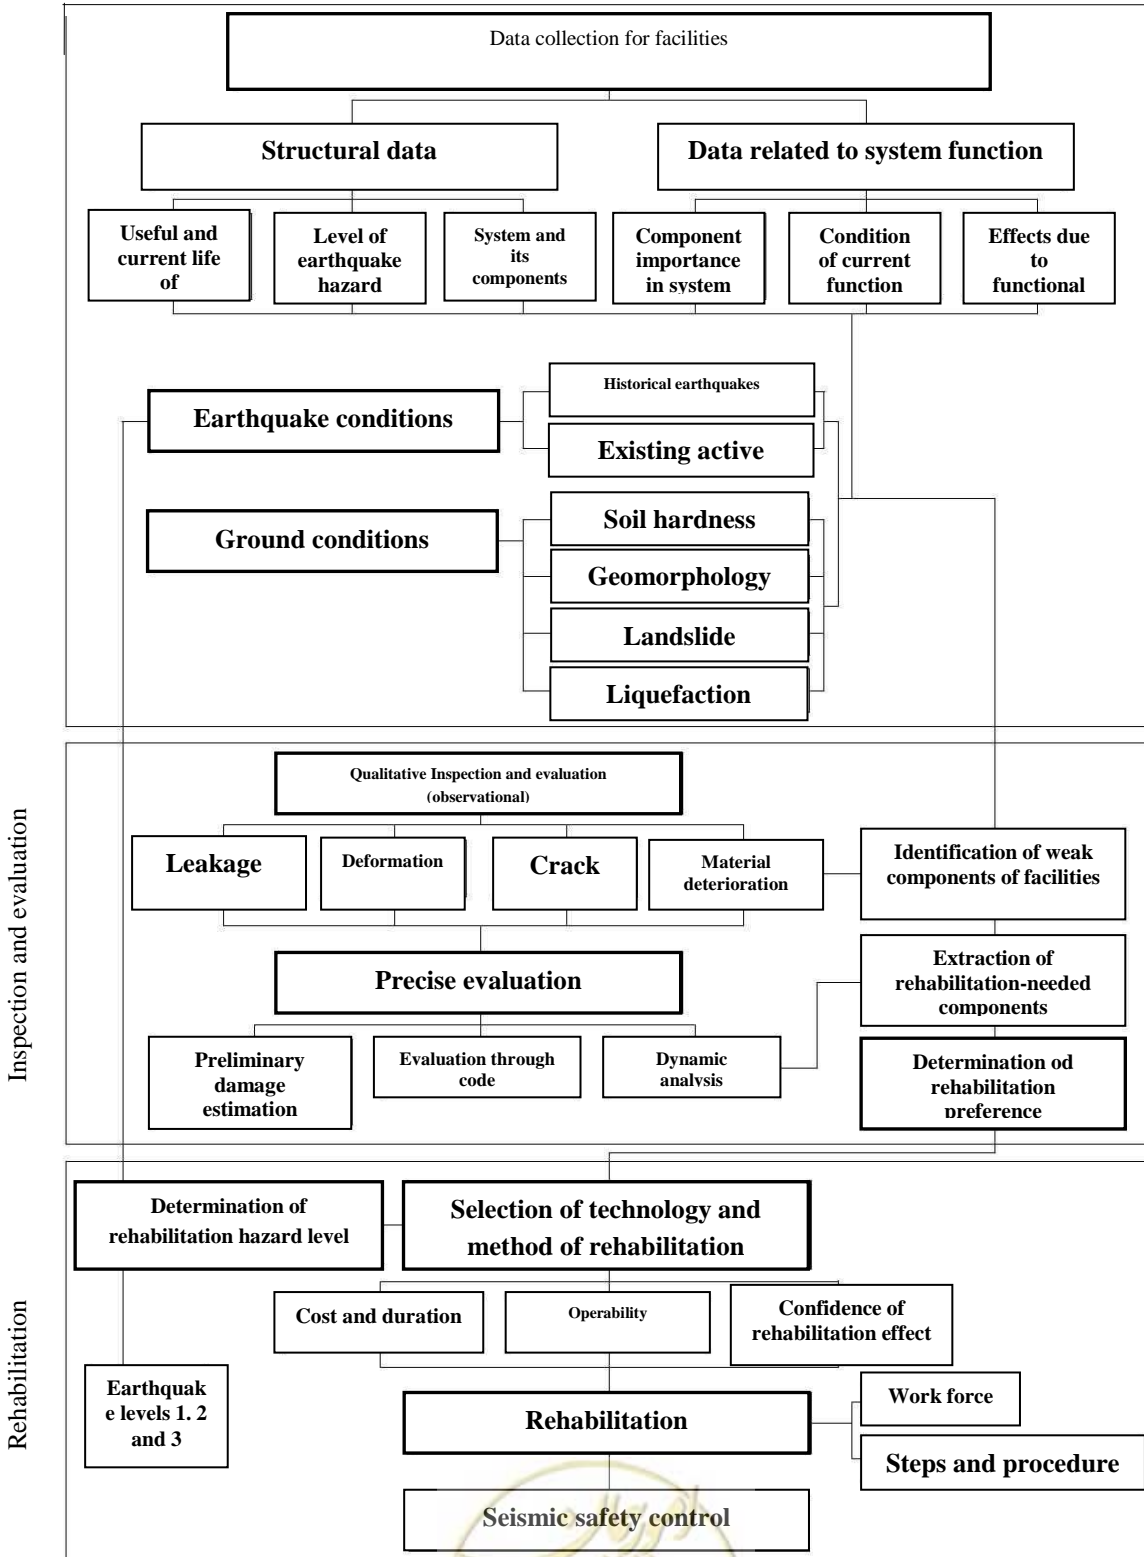 Data collection for facilities
Structural data
Data related to system function
Useful and
current life
of
Level of
earthquake
hazard
System and
its
components
Component
importance
in system
Condition
of current
function
Effects due
to
functional
Earthquake conditions
Historical earthquakes
Existing active
Ground conditions
Soil hardness
Geomorphology
Landslide
Liquefaction
Inspection and evaluation
Qualitative Inspection and evaluation
(observational)
Leakage
Deformation
Crack
Material
deterioration
Identification of weak
components of facilities
Precise evaluation
Extraction of
rehabilitation-needed
components
Preliminary
damage
estimation
Evaluation through
code
Dynamic
analysis
Determination od
rehabilitation
preference
Rehabilitation
Determination of
rehabilitation hazard level
Selection of technology and
method of rehabilitation
Cost and duration
Operability
Confidence of
rehabilitation effect
Earthquak
e levels 1. 2
and 3
Rehabilitation
Work force
Steps and procedure
Seismic safety control